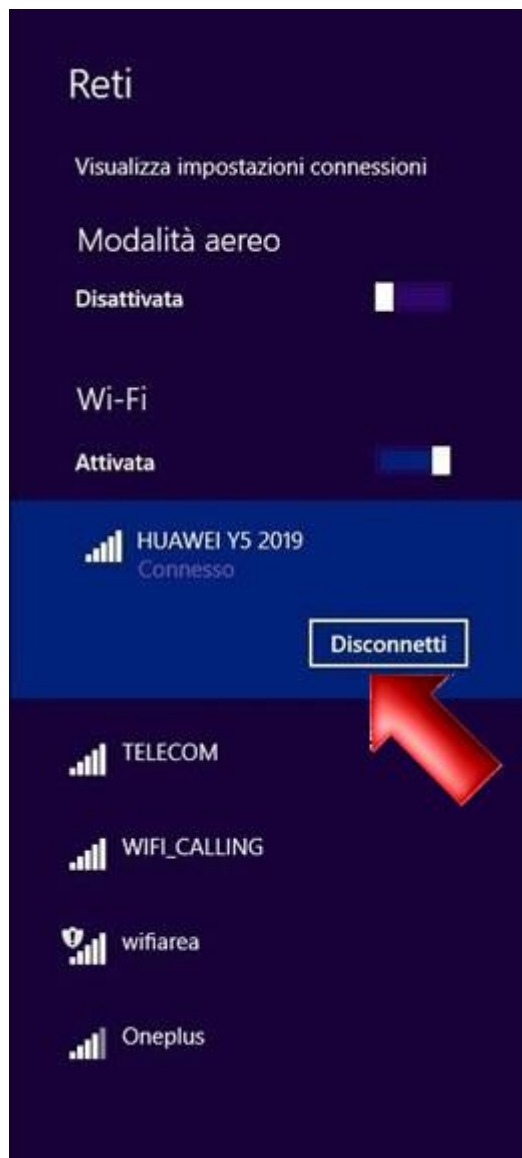 Reti
Visualizza impostazioni connessioni
Modalità aereo
Disattivata
Wi-Fi
Attivata
HUAWEI Y5 2019
Connesso
Disconnetti
TELECOM
WIFI_CALLING
wifiarea
Oneplus